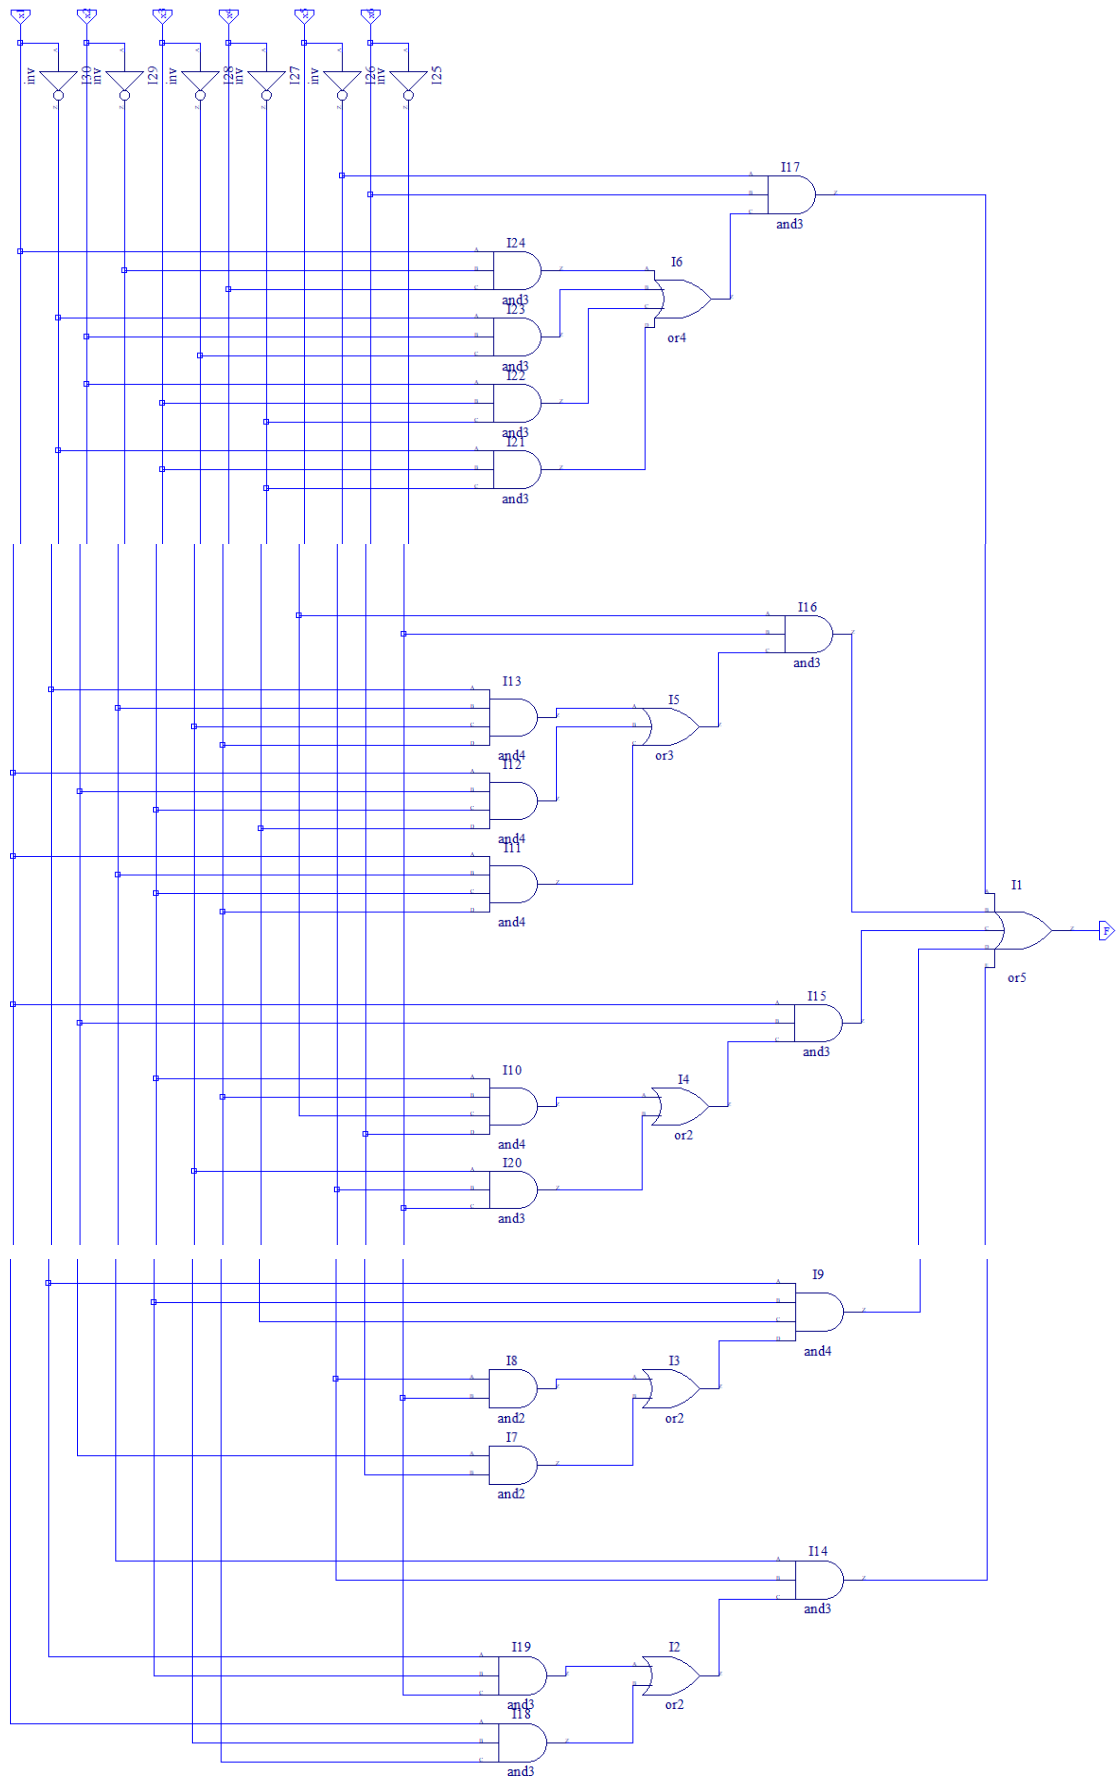 x1 x2 x3 x4 x5 x6
A A A A A A
inv I30 inv I29 inv I28 inv I27 inv I26 inv I25
Z Z Z Z Z Z
I17
A
B Z
C
and3
I24
A
B Z
C
and3
I6
A
B
C
D
Z
or4
I23
A
B Z
C
and3
I22
A
B Z
C
and3
I21
A
B Z
C
and3
I16
A
B Z
C
and3
I13
A
B
C
D
Z
and4
I5
A
B
C
Z
or3
I12
A
B
C
D
Z
and4
I11
A
B
C
D
Z
and4
I1
A
B
C
D
E
Z
F
or5
I15
A
B Z
C
and3
I10
A
B
C
D
Z
and4
I4
A
B
Z
or2
I20
A
B Z
C
and3
I9
A
B
C
D
Z
and4
I8
A
B
Z
and2
I3
A
B
Z
or2
I7
A
B
Z
and2
I14
A
B Z
C
and3
I19
A
B Z
C
and3
I2
A
B
Z
or2
I18
A
B Z
C
and3